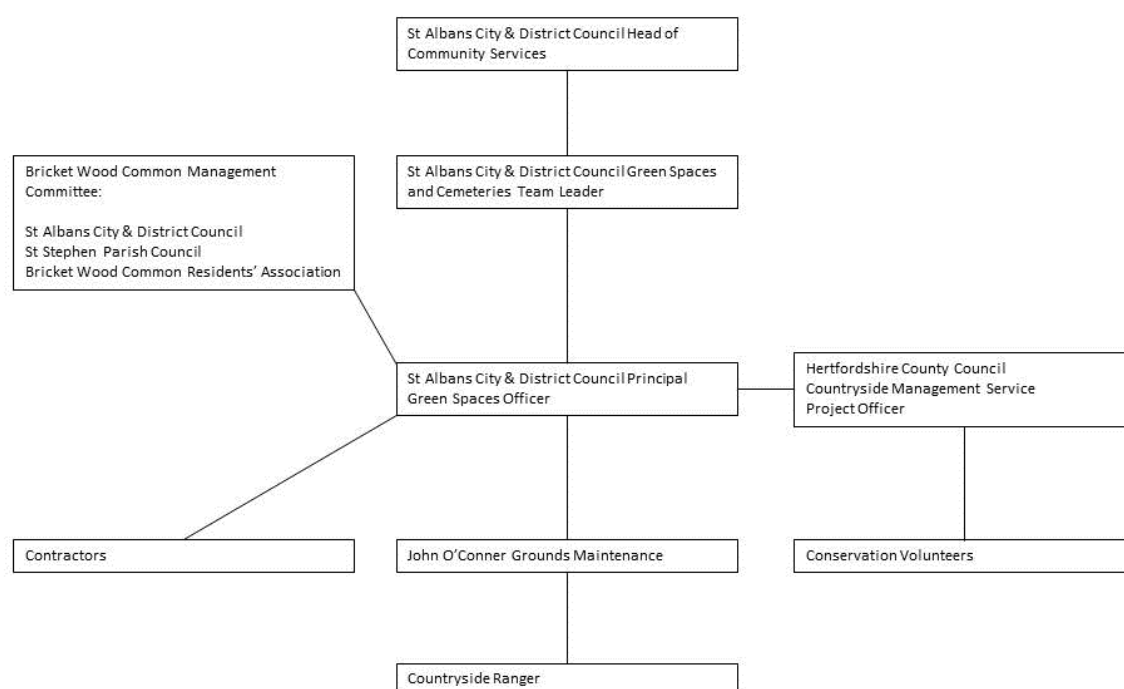 St Albans City & District Council Head of
Community Services
Bricket Wood Common Management
Committee:
St Albans City & District Council
St Stephen Parish Council
Bricket Wood Common Residents' Association
St Albans City & District Council Green Spaces
and Cemeteries Team Leader
St Albans City & District Council Principal
Green Spaces Officer
Hertfordshire County Council
Countryside Management Service
Project Officer
Contractors
John O'Conner Grounds Maintenance
Conservation Volunteers
Countryside Ranger